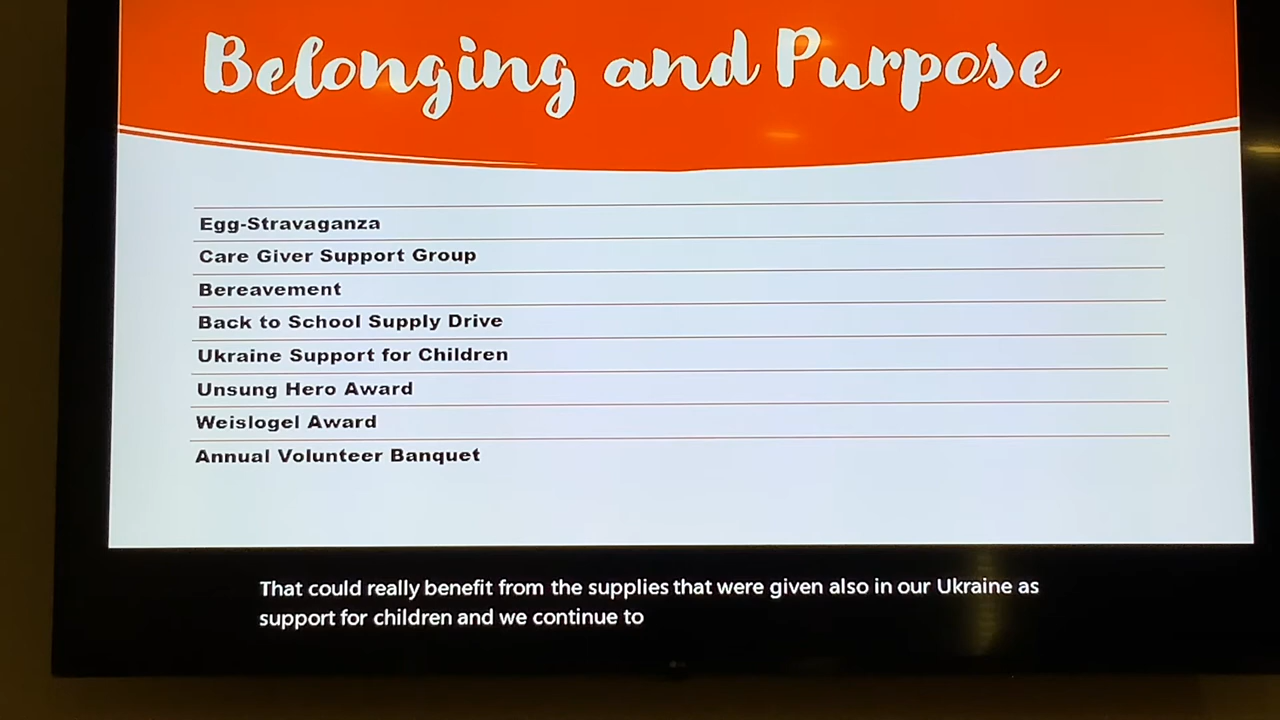 Belonging and Purpose
Egg-Stravaganza
Care Giver Support Group
Bereavement
Back to School Supply Drive
Ukraine Support for Children
Unsung Hero Award
Weislogel Award
Annual Volunteer Banquet
That could really benefit from the supplies that were given also in our Ukraine as
support for children and we continue to